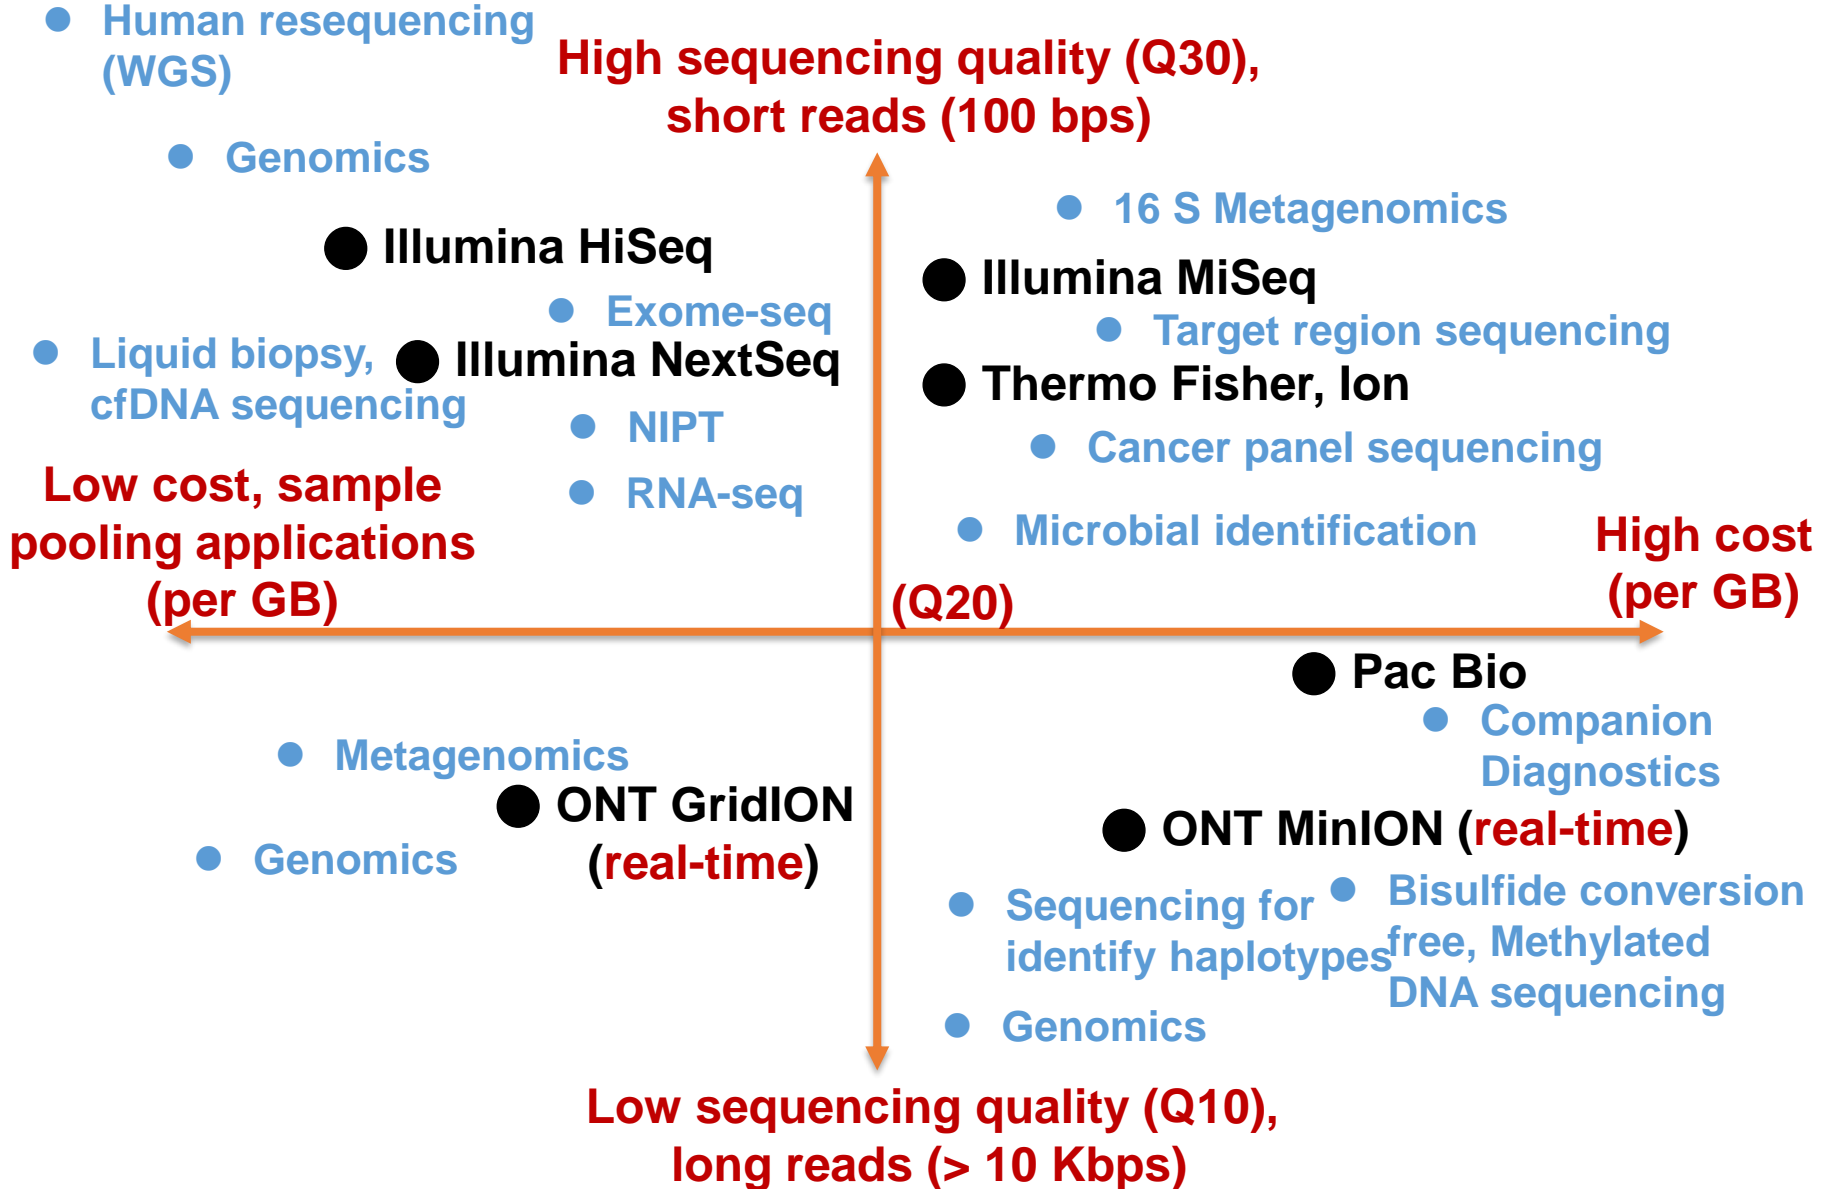 Human resequencing
(WGS)
High sequencing quality (Q30),
short reads (100 bps)
Genomics
16 S Metagenomics
Illumina HiSeq
Illumina MiSeq
Exome-seq
Target region sequencing
Liquid biopsy,
cfDNA sequencing
Illumina NextSeq
Thermo Fisher, Ion
NIPT
Cancer panel sequencing
RNA-seq
Low cost, sample
pooling applications
(per GB)
Microbial identification
High cost
(per GB)
(Q20)
Pac Bio
Companion
Diagnostics
Metagenomics
ONT GridION
(real-time)
ONT MinION (real-time)
Genomics
Sequencing for
identify haplotypes
Bisulfide conversion
free, Methylated
DNA sequencing
Genomics
Low sequencing quality (Q10),
long reads (> 10 Kbps)